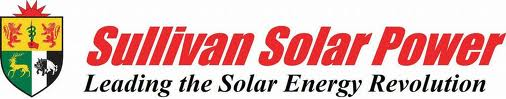 Sullivan Solar Power
Leading the Solar Energy Revolution